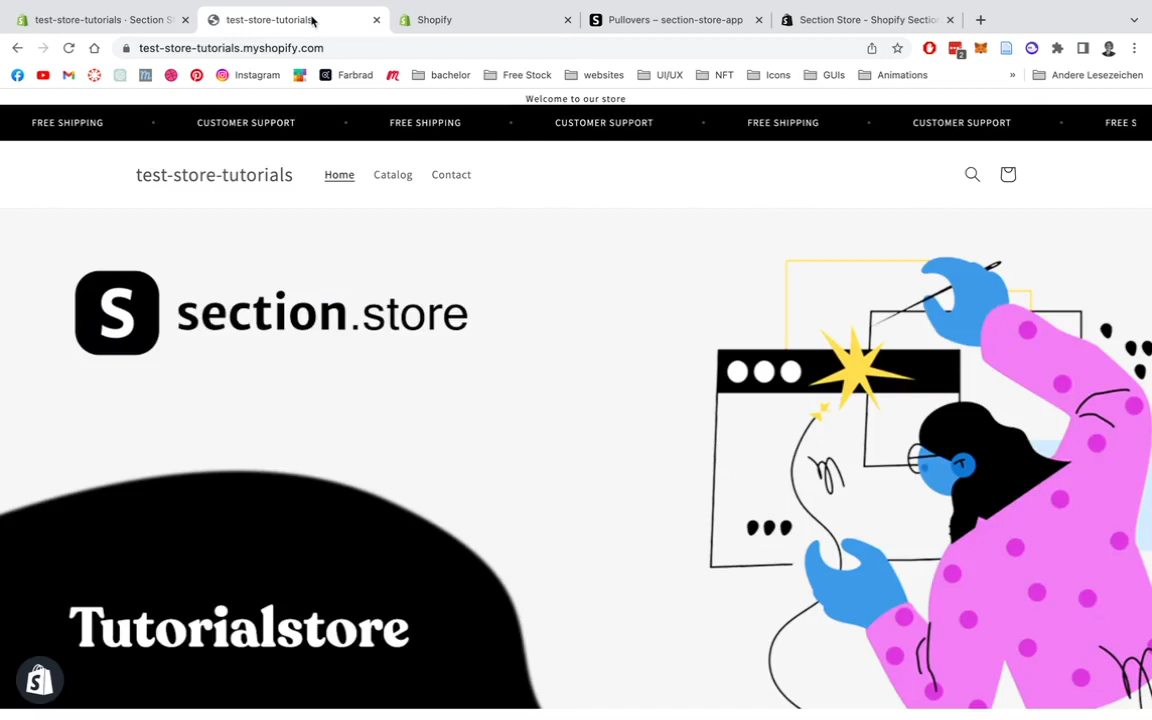 test-store-tutorials · Section S
test-store-tutorials
Shopify
Pullovers – section-store-app
Section Store - Shopify Sectio
test-store-tutorials.myshopify.com
Instagram
Farbrad
bachelor
Free Stock
websites
UI/UX
NFT
Icons
GUIs
Animations
»
Andere Lesezeichen
Welcome to our store
FREE SHIPPING • CUSTOMER SUPPORT • FREE SHIPPING • CUSTOMER SUPPORT • FREE SHIPPING • CUSTOMER SUPPORT • FREE S
test-store-tutorials
Home
Catalog
Contact
S section.store
Tutorialstore